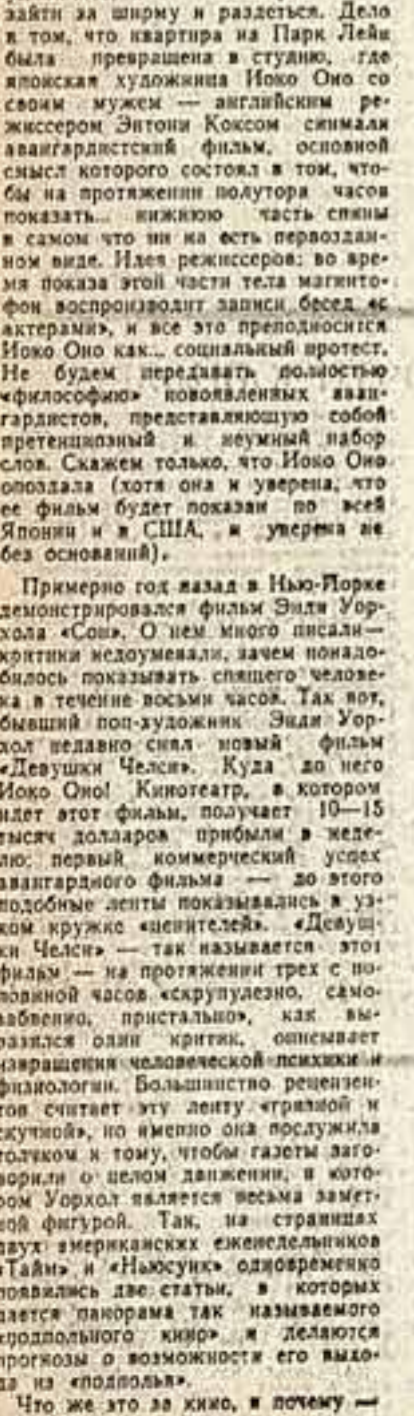 зайти за ширму и раздеться. Дело
в том, что квартира на Парк Лейн
была превращена в студию, где
японская художница Иоко Оно со
своим мужем — английским ре-
жиссером Энтони Коксом снимали
авангардистский фильм, основной
смысл которого состоял в том, что-
бы на протяжении полутора часов
показать... нижнюю часть спины
в самом что ни на есть первоздан-
ном виде. Идея режиссеров: во вре-
мя показа этой части тела магнито-
фон воспроизводит записи бесед «с
актерами», и все это преподносится
Иоко Оно как... социальный протест.
Не будем передавать полностью
«философию» новоявленных аван-
гардистов, представляющую собой
претенциозный и неумный набор
слов. Скажем только, что Иоко Оно
опоздала (хотя она и уверена, что
ее фильм будет показан по всей
Японии и в США, и уверена не
без оснований).
Примерно год назад в Нью-Йорке
демонстрировался фильм Энди Уор-
хола «Сон». О нем много писали—
критики недоумевали, зачем понадо-
билось показывать спящего челове-
ка в течение восьми часов. Так вот,
бывший поп-художник Энди Уор-
хол недавно снял новый фильм
«Девушки Челси». Куда до него
Иоко Оно! Кинотеатр, в котором
идет этот фильм, получает 10—15
тысяч долларов прибыли в неде-
лю: первый коммерческий успех
авангардного фильма — до этого
подобные ленты показывались в уз-
ком кружке «ценителей». «Девуш-
ки Челси» — так называется этот
фильм — на протяжении трех с по-
ловиной часов «скрупулезно, само-
забвенно, пристально», как вы-
разился один критик, описывает
извращения человеческой психики и
физиологии. Большинство рецензен-
тов считает эту ленту «грязной и
скучной», но именно она послужила
толчком к тому, чтобы газеты заго-
ворили о целом движении, в кото-
ром Уорхол является весьма замет-
ной фигурой. Так, на страницах
двух американских еженедельников
«Тайм» и «Ньюсуик» одновременно
появились две статьи, в которых
дается панорама так называемого
«подпольного кино» и делаются
прогнозы о возможности его выхо-
да из «подполья».
Что же это за кино, и почему —